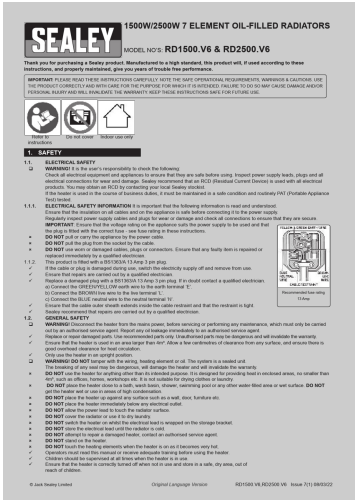 SEALEY
1500W/2500W 7 ELEMENT OIL-FILLED RADIATORS
MODEL NO'S: RD1500.V6 & RD2500.V6
Thank you for purchasing a Sealey product. Manufactured to a high standard, this product will, if used according to these
instructions, and properly maintained, give you years of trouble free performance.
IMPORTANT: PLEASE READ THESE INSTRUCTIONS CAREFULLY. NOTE THE SAFE OPERATIONAL REQUIREMENTS, WARNINGS & CAUTIONS. USE
THE PRODUCT CORRECTLY AND WITH CARE FOR THE PURPOSE FOR WHICH IT IS INTENDED. FAILURE TO DO SO MAY CAUSE DAMAGE AND/OR
PERSONAL INJURY AND WILL INVALIDATE THE WARRANTY. KEEP THESE INSTRUCTIONS SAFE FOR FUTURE USE.
Refer to
instructions
Do not cover
Indoor use only
1. SAFETY
1.1. ELECTRICAL SAFETY
❑ WARNING! It is the user's responsibility to check the following:
Check all electrical equipment and appliances to ensure that they are safe before using. Inspect power supply leads, plugs and all
electrical connections for wear and damage. Sealey recommend that an RCD (Residual Current Device) is used with all electrical
products. You may obtain an RCD by contacting your local Sealey stockist.
If the heater is used in the course of business duties, it must be maintained in a safe condition and routinely PAT (Portable Appliance
Test) tested.
1.1.1. ELECTRICAL SAFETY INFORMATION It is important that the following information is read and understood.
Ensure that the insulation on all cables and on the appliance is safe before connecting it to the power supply.
Regularly inspect power supply cables and plugs for wear and damage and check all connections to ensure that they are secure.
IMPORTANT: Ensure that the voltage rating on the appliance suits the power supply to be used and that
the plug is fitted with the correct fuse - see fuse rating in these instructions.
DO NOT pull or carry the appliance by the power cable.
DO NOT pull the plug from the socket by the cable.
DO NOT use worn or damaged cables, plugs or connectors. Ensure that any faulty item is repaired or
replaced immediately by a qualified electrician.
1.1.2. This product is fitted with a BS1363/A 13 Amp 3 pin plug.
If the cable or plug is damaged during use, switch the electricity supply off and remove from use.
Ensure that repairs are carried out by a qualified electrician.
Replace a damaged plug with a BS1363/A 13 Amp 3 pin plug. If in doubt contact a qualified electrician.
a) Connect the GREEN/YELLOW earth wire to the earth terminal 'E'.
b) Connect the BROWN live wire to the live terminal 'L'.
c) Connect the BLUE neutral wire to the neutral terminal 'N'.
Ensure that the cable outer sheath extends inside the cable restraint and that the restraint is tight.
Sealey recommend that repairs are carried out by a qualified electrician.
Recommended fuse rating
13 Amp
1.2. GENERAL SAFETY
❑ WARNING! Disconnect the heater from the mains power, before servicing or performing any maintenance, which must only be carried
out by an authorised service agent. Report any oil leakage immediately to an authorised service agent.
Replace or repair damaged parts. Use recommended parts only. Unauthorised parts may be dangerous and will invalidate the warranty.
good overhead clearance for heat circulation.
Only use the heater in an upright position.
❑ WARNING! DO NOT tamper with the wiring, heating element or oil. The system is a sealed unit.
The breaking of any seal may be dangerous, will damage the heater and will invalidate the warranty.
DO NOT use the heater for anything other than its intended purpose. It is designed for providing heat in enclosed areas, no smaller than
4m², such as offices, homes, workshops etc. It is not suitable for drying clothes or laundry.
DO NOT place the heater close to a bath, wash basin, shower, swimming pool or any other water filled area or wet surface. DO NOT
get the heater wet or use in areas of high condensation.
DO NOT place the heater up against any surface such as a wall, door, furniture etc.
DO NOT place the heater immediately below any electrical outlet.
DO NOT allow the power lead to touch the radiator surface.
DO NOT cover the radiator or use it to dry laundry.
DO NOT switch the heater on whilst the electrical lead is wrapped on the storage bracket.
DO NOT store the electrical lead until the radiator is cold.
DO NOT attempt to repair a damaged heater, contact an authorised service agent.
DO NOT stand on the heater.
DO NOT touch the heating elements when the heater is on as it becomes very hot.
Operators must read this manual or receive adequate training before using the heater.
Children should be supervised at all times when the heater is in use.
Ensure that the heater is correctly turned off when not in use and store in a safe, dry area, out of
reach of children.
© Jack Sealey Limited
Original Language Version
RD1500.V6,RD2500.V6 Issue 7(1) 08/03/22